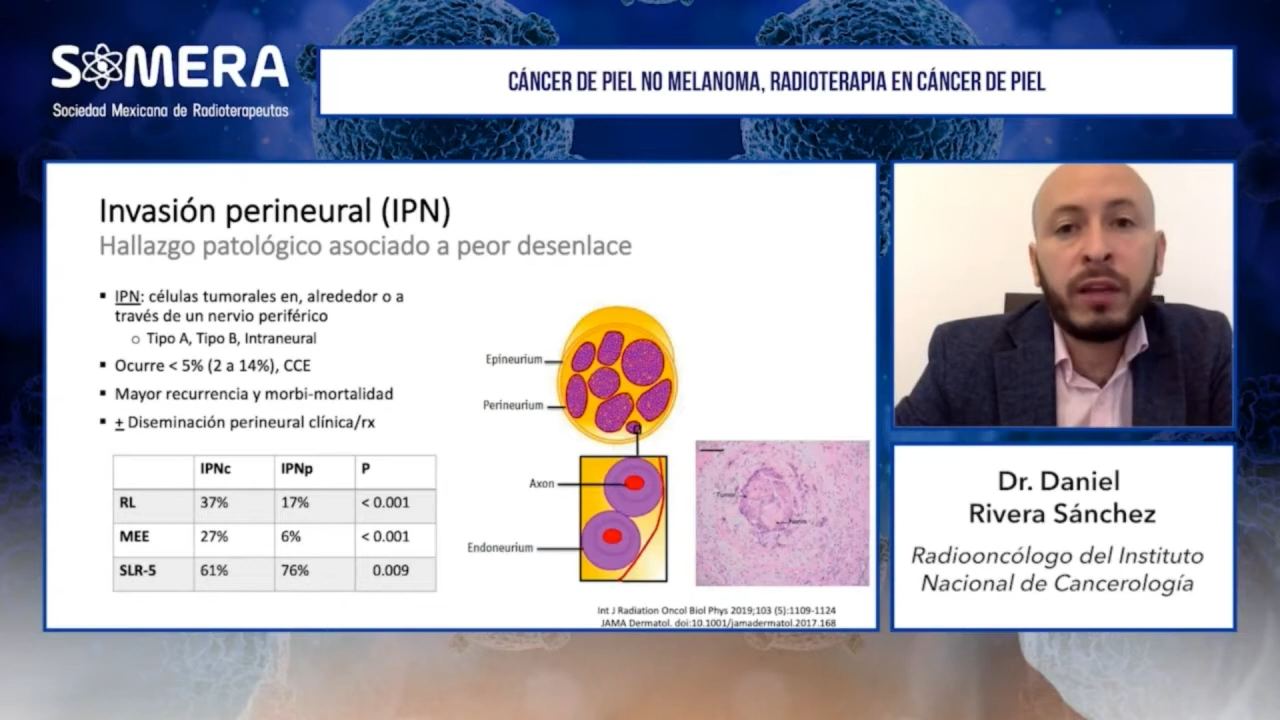 SOMERA
Sociedad Mexicana de Radioterapeutas
CÁNCER DE PIEL NO MELANOMA, RADIOTERAPIA EN CÁNCER DE PIEL
Invasión perineural (IPN)
Hallazgo patológico asociado a peor desenlace
▪ IPN: células tumorales en, alrededor o a
través de un nervio periférico
o Tipo A, Tipo B, Intraneural
▪ Ocurre < 5% (2 a 14%), CCE
▪ Mayor recurrencia y morbi-mortalidad
▪ + Diseminación perineural clínica/rx
IPNc IPNp P
RL 37% 17% < 0.001
MEE 27% 6% < 0.001
SLR-5 61% 76% 0.009
Epineurium
Perineurium
Axon
Endoneurium
Tumor
Int J Radiation Oncol Biol Phys 2019;103 (5):1109-1124
JAMA Dermatol. doi:10.1001/jamadermatol.2017.168
Dr. Daniel
Rivera Sánchez
Radiooncólogo del Instituto
Nacional de Cancerología